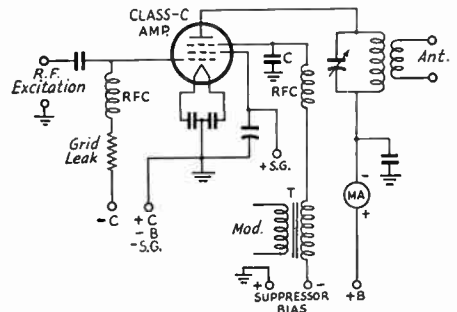 CLASS-C
AMP.
R.F.
Excitation
RFC
Grid
Leak
-C
+C
-B
-S.G.
+S.G.
C
RFC
T
Mod.
+ -
SUPPRESSOR
BIAS
Ant.
-
MA
+
+B